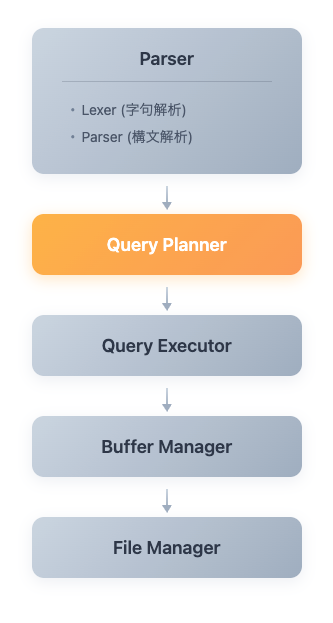 Parser
• Lexer (字句解析)
• Parser (構文解析)
Query Planner
Query Executor
Buffer Manager
File Manager